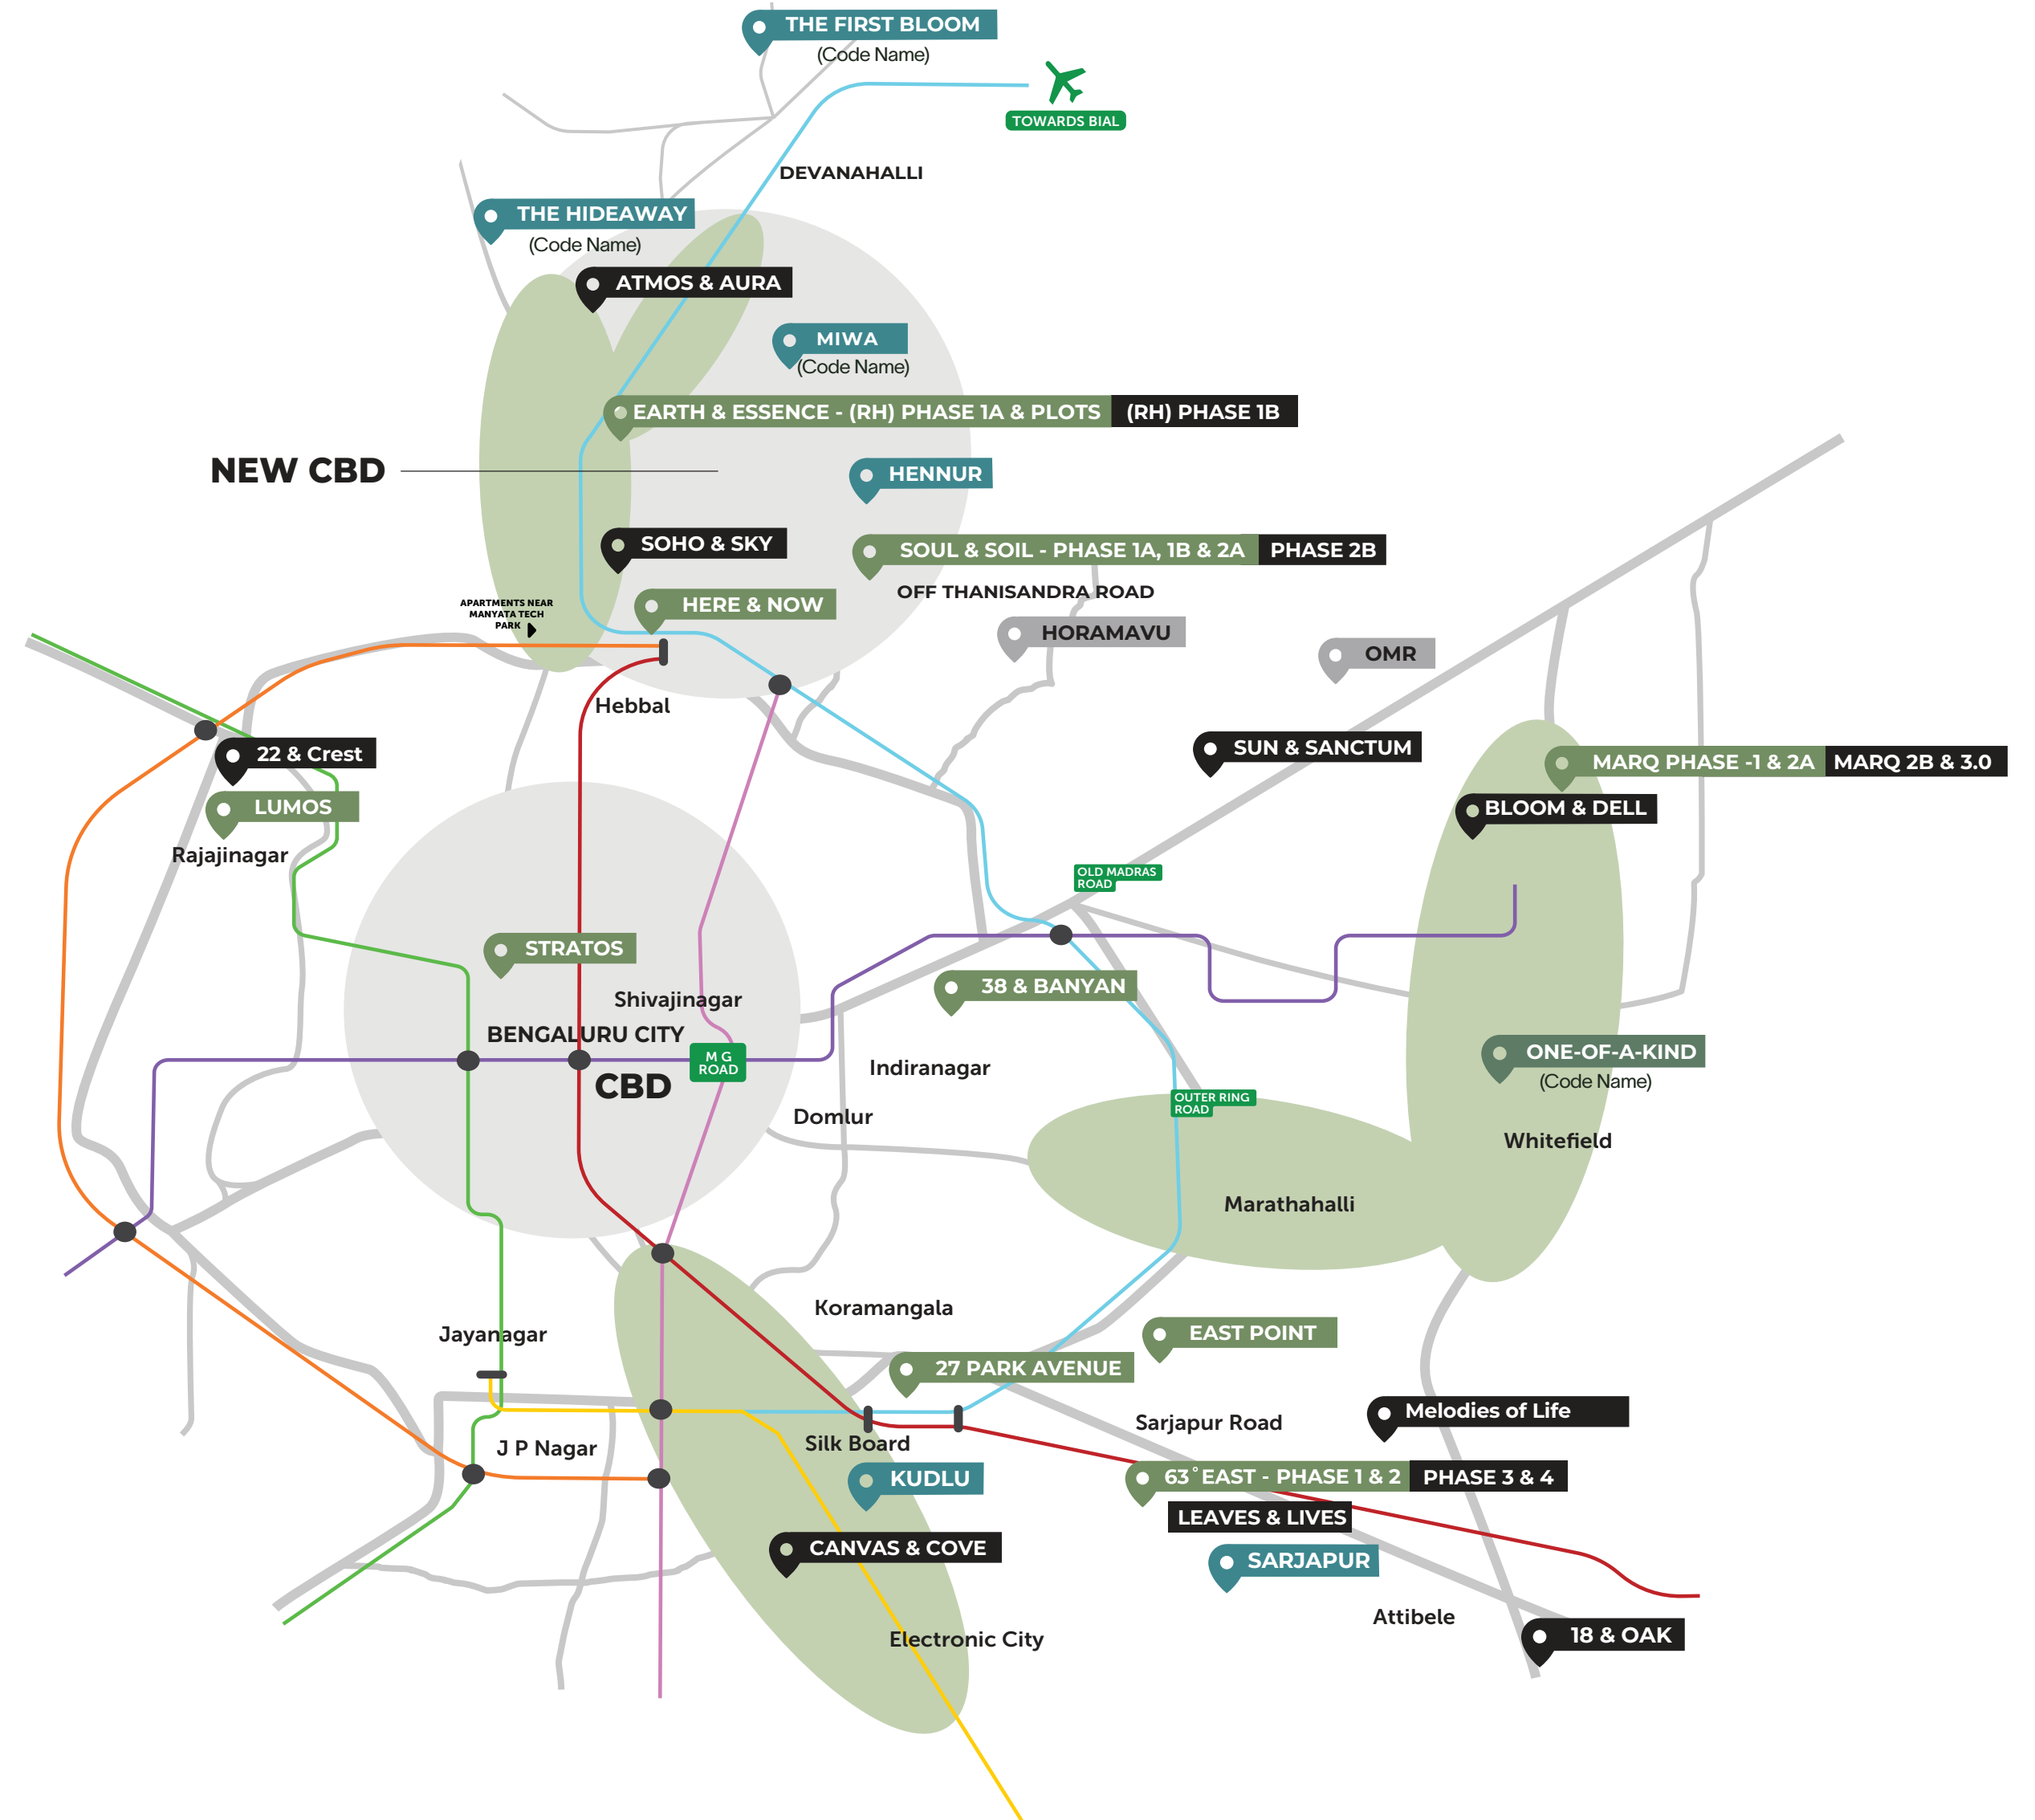 THE FIRST BLOOM
(Code Name)
TOWARDS BIAL
DEVANAHALLI
THE HIDEAWAY
(Code Name)
ATMOS & AURA
MIWA
(Code Name)
EARTH & ESSENCE - (RH) PHASE 1A & PLOTS (RH) PHASE 1B
NEW CBD
HENNUR
SOHO & SKY
SOUL & SOIL - PHASE 1A, 1B & 2A PHASE 2B
OFF THANISANDRA ROAD
APARTMENTS NEAR
MANYATA TECH
PARK
HERE & NOW
HORAMAVU
OMR
Hebbal
22 & Crest
SUN & SANCTUM
MARQ PHASE -1 & 2A MARQ 2B & 3.0
LUMOS
BLOOM & DELL
Rajajinagar
OLD MADRAS
ROAD
STRATOS
38 & BANYAN
Shivajinagar
BENGALURU CITY
M G
ROAD
CBD
Indiranagar
ONE-OF-A-KIND
(Code Name)
OUTER RING
ROAD
Domlur
Whitefield
Marathahalli
Koramangala
Jayanagar
EAST POINT
27 PARK AVENUE
Melodies of Life
Sarjapur Road
J P Nagar
Silk Board
KUDLU
63°EAST - PHASE 1 & 2 PHASE 3 & 4
LEAVES & LIVES
CANVAS & COVE
SARJAPUR
Attibele
Electronic City
18 & OAK